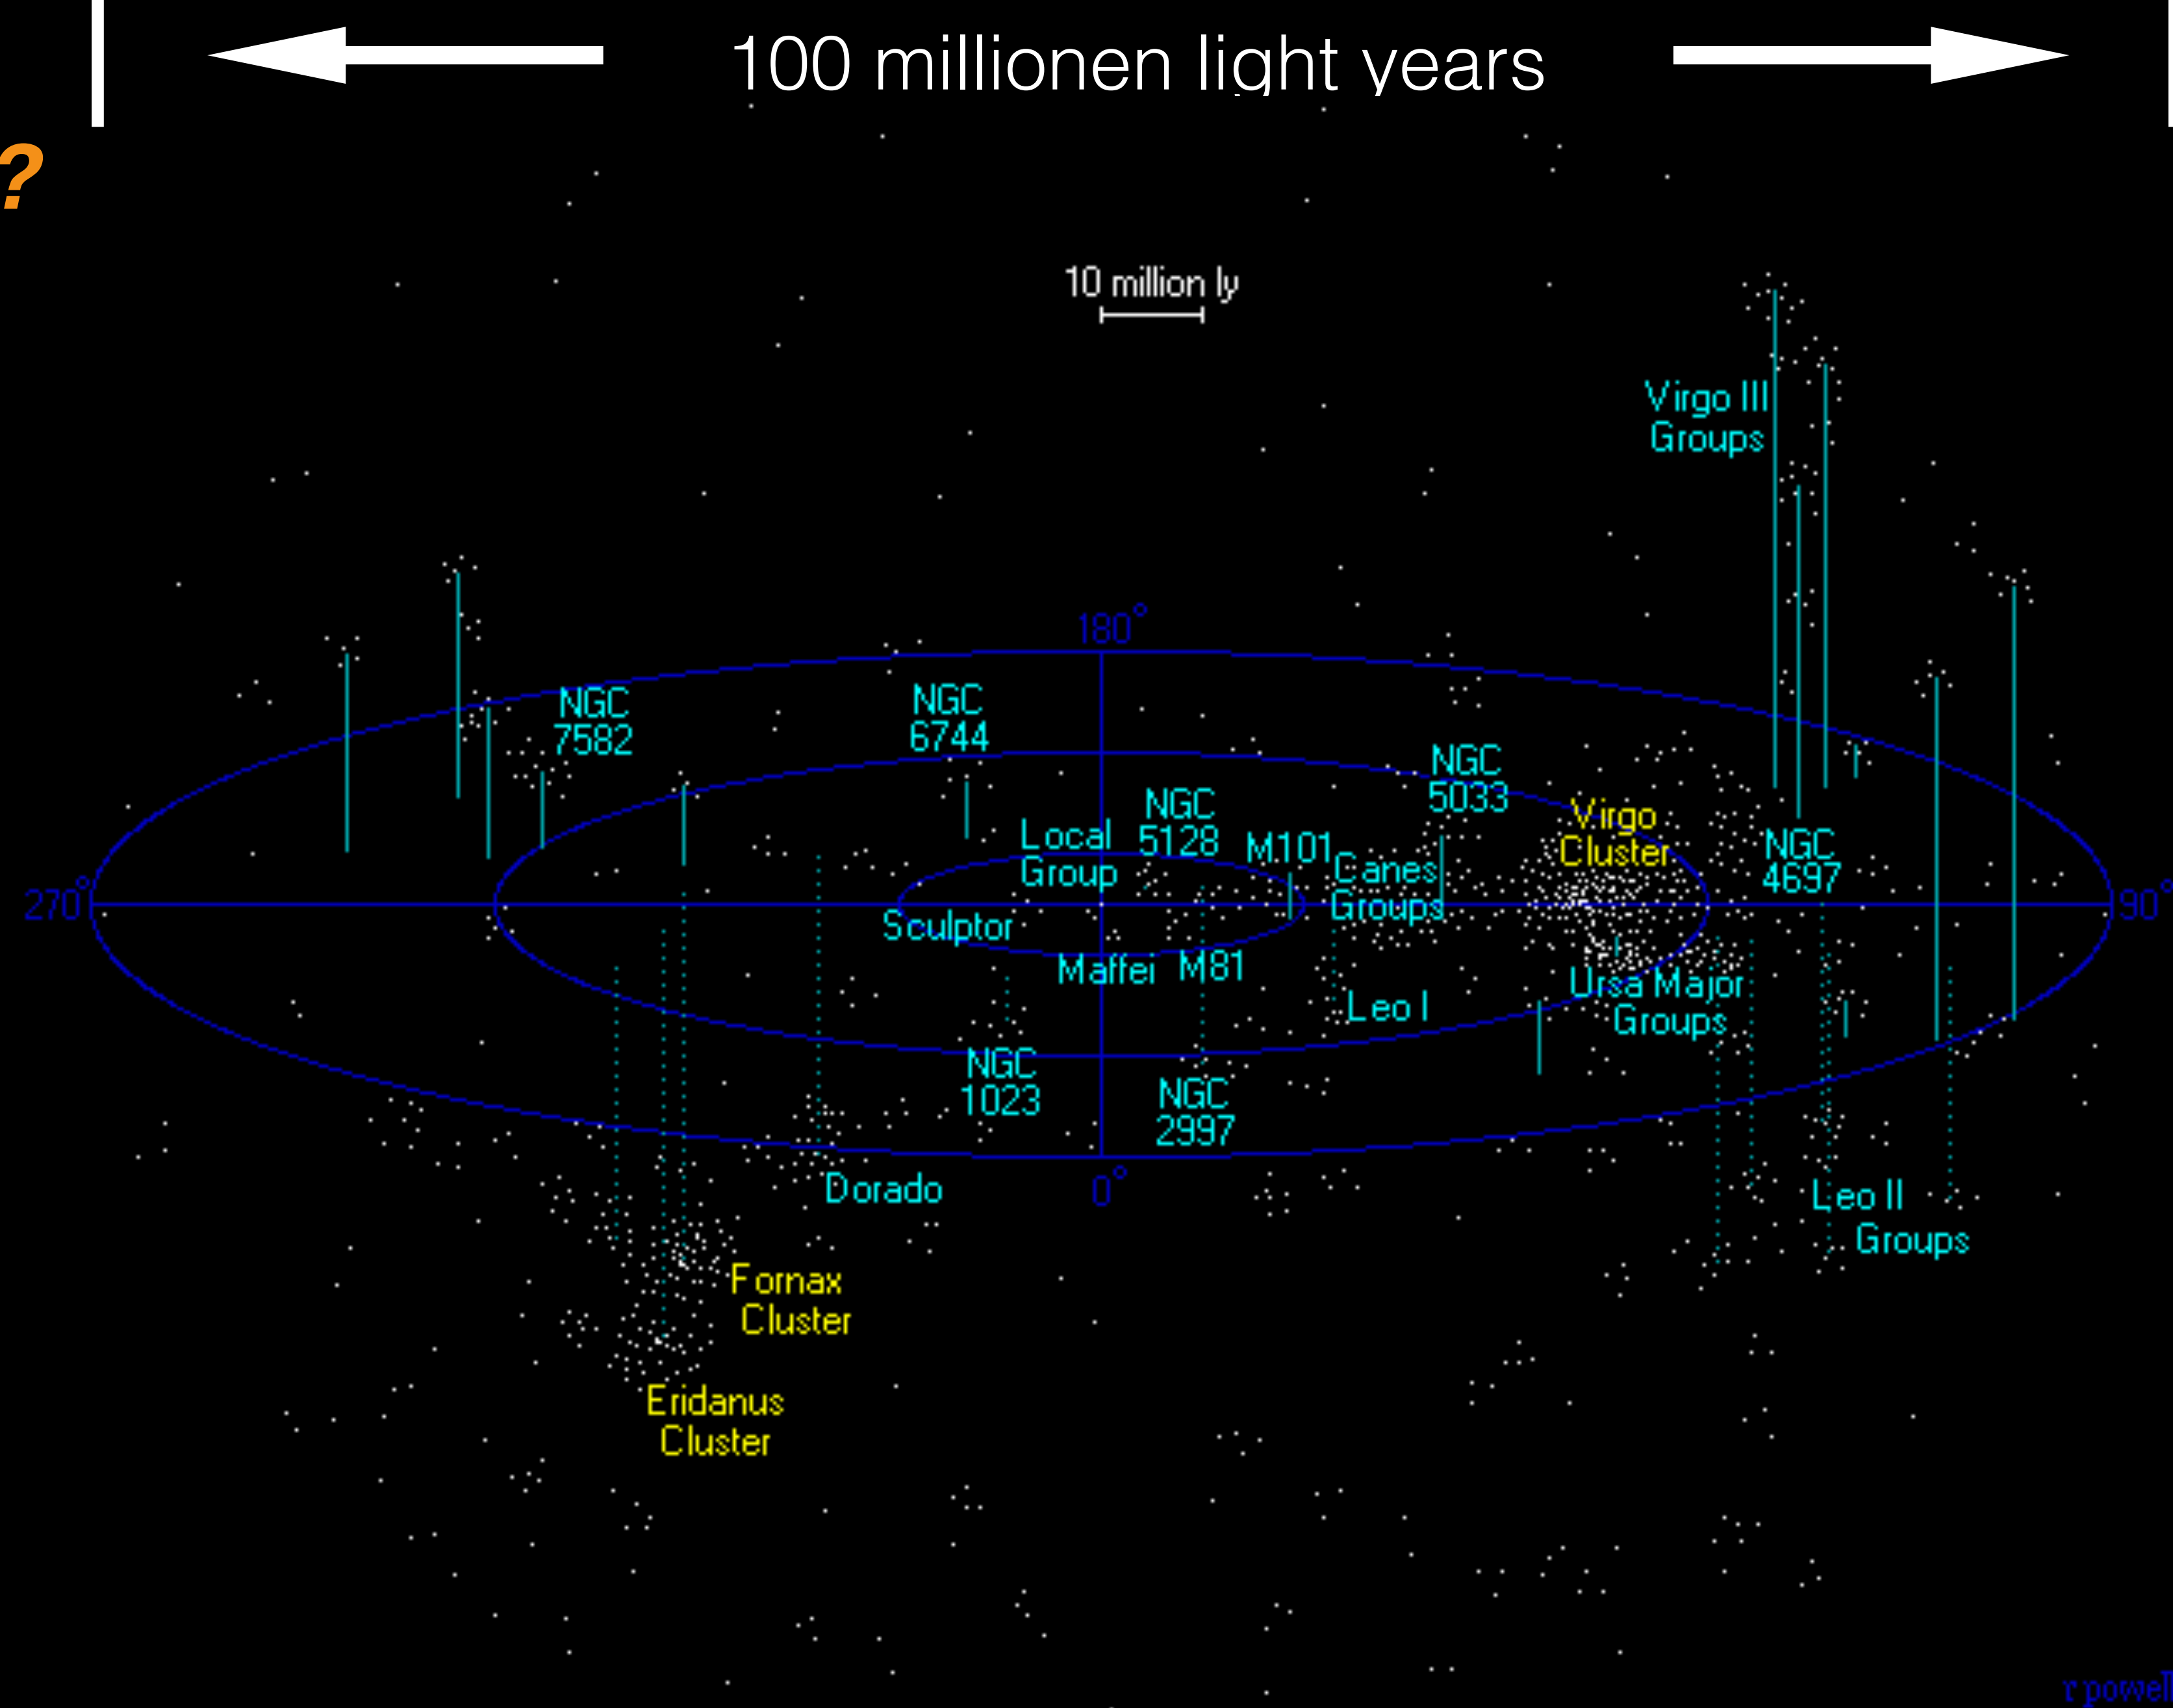 100 millionen light years
?
10 million ly
Virgo III
Groups
180°
NGC
7582
NGC
6744
NGC
5033
NGC
5128
Virgo
Cluster
Local
Group
M101
Canes
Groups
NGC
4697
270°
90°
Sculptor
Maffei
M81
Leo I
Ursa Major
Groups
NGC
1023
NGC
2997
0°
Dorado
Leo II
Groups
Fornax
Cluster
Eridanus
Cluster
rpowell